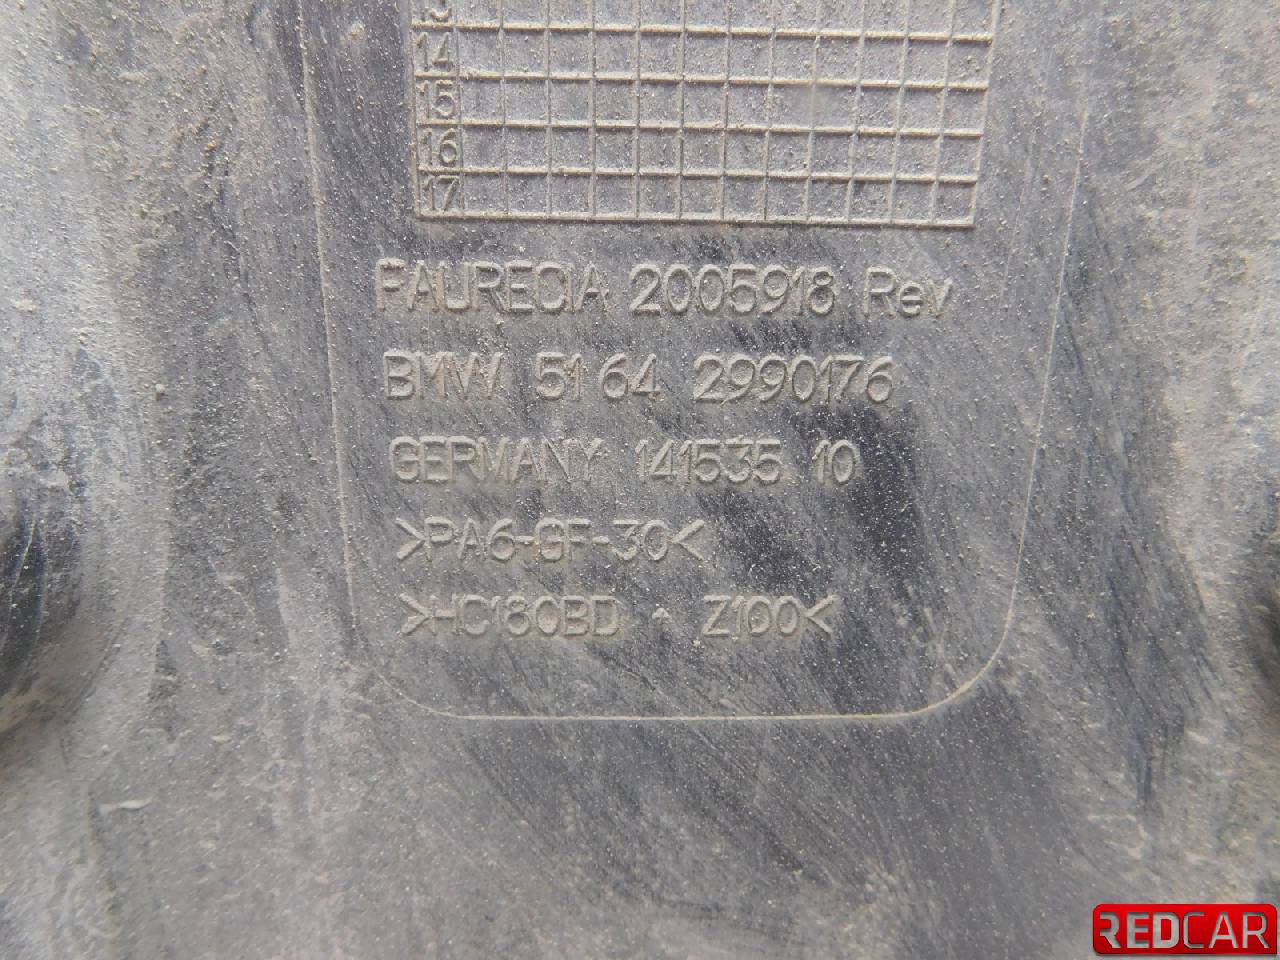 14
15
16
17
FAURECIA 2005918 Rev
BMW 51 64 2990176
GERMANY 141535 10
>PA6-GF-30<
>HC160BD · Z100<
REDCAR